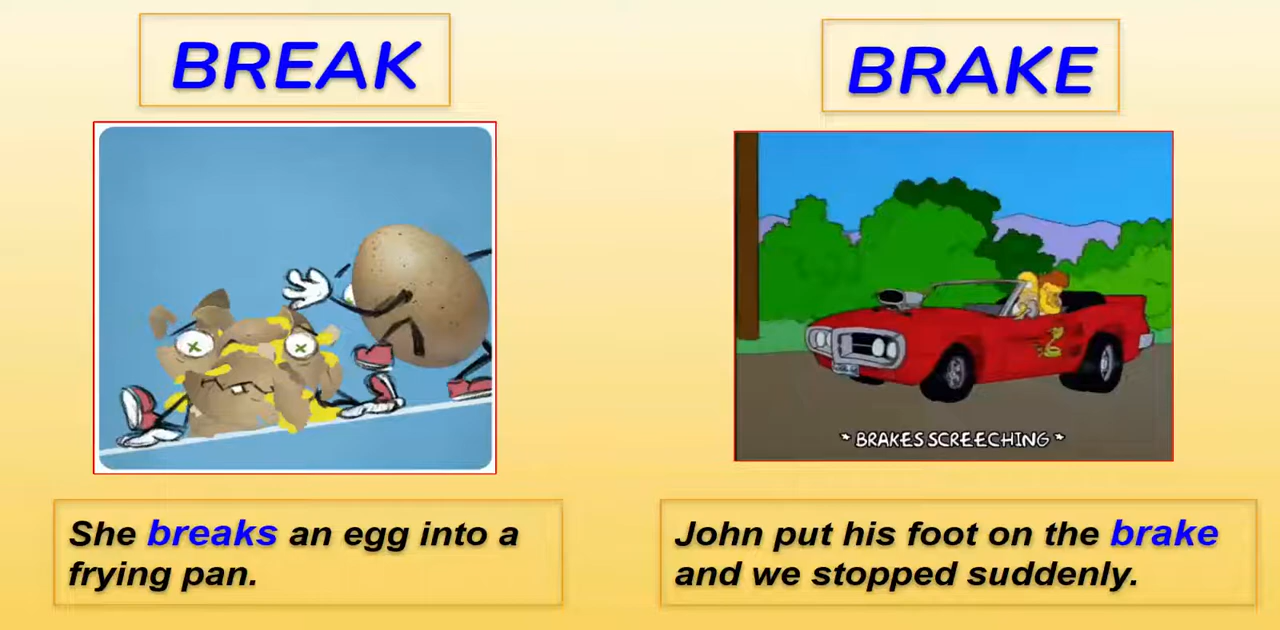 BREAK
BRAKE
* BRAKES SCREECHING *
She breaks an egg into a
frying pan.
John put his foot on the brake
and we stopped suddenly.